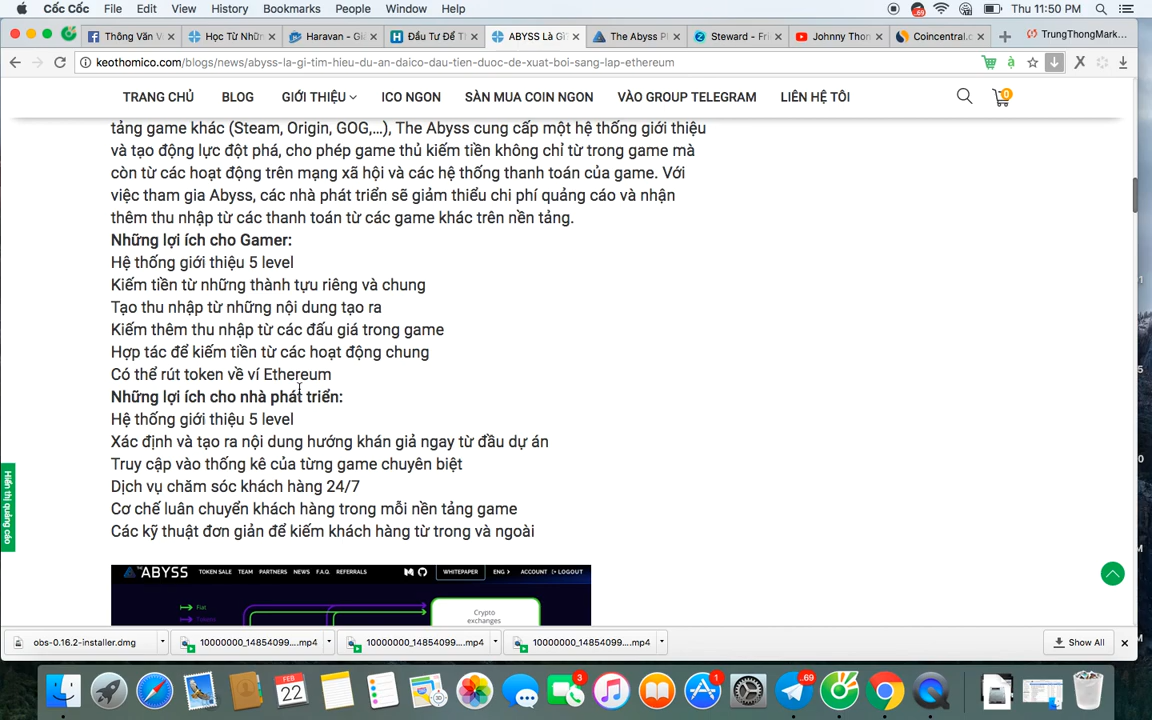 Cốc Cốc File Edit View History Bookmarks People Window Help
69 Thu 11:50 PM
Thông Văn V
Học Từ Nhữn
Haravan - Giả
Đầu Tư Để T
ABYSS Là Gì
The Abyss P
Steward - Fri
Johnny Thon
Coincentral.c
TrungThongMark...
keothomico.com/blogs/news/abyss-la-gi-tim-hieu-du-an-daico-dau-tien-duoc-de-xuat-boi-sang-lap-ethereum
TRANG CHỦ BLOG GIỚI THIỆU ICO NGON SÀN MUA COIN NGON VÀO GROUP TELEGRAM LIÊN HỆ TÔI 0
tảng game khác (Steam, Origin, GOG,...), The Abyss cung cấp một hệ thống giới thiệu
và tạo động lực đột phá, cho phép game thủ kiếm tiền không chỉ từ trong game mà
còn từ các hoạt động trên mạng xã hội và các hệ thống thanh toán của game. Với
việc tham gia Abyss, các nhà phát triển sẽ giảm thiểu chi phí quảng cáo và nhận
thêm thu nhập từ các thanh toán từ các game khác trên nền tảng.
Những lợi ích cho Gamer:
Hệ thống giới thiệu 5 level
Kiếm tiền từ những thành tựu riêng và chung
Tạo thu nhập từ những nội dung tạo ra
Kiếm thêm thu nhập từ các đấu giá trong game
Hợp tác để kiếm tiền từ các hoạt động chung
Có thể rút token về ví Ethereum
Những lợi ích cho nhà phát triển:
Hệ thống giới thiệu 5 level
Xác định và tạo ra nội dung hướng khán giả ngay từ đầu dự án
Truy cập vào thống kê của từng game chuyên biệt
Dịch vụ chăm sóc khách hàng 24/7
Cơ chế luân chuyển khách hàng trong mỗi nền tảng game
Các kỹ thuật đơn giản để kiếm khách hàng từ trong và ngoài
Hiển thị quảng cáo
THE ABYSS TOKEN SALE TEAM PARTNERS NEWS F.A.Q. REFERRALS WHITEPAPER ENG ACCOUNT LOGOUT
Fiat
Crypto
exchanges
obs-0.16.2-installer.dmg
10000000_14854099....mp4
10000000_14854099....mp4
10000000_14854099....mp4
Show All
FEB
22
3
1
69